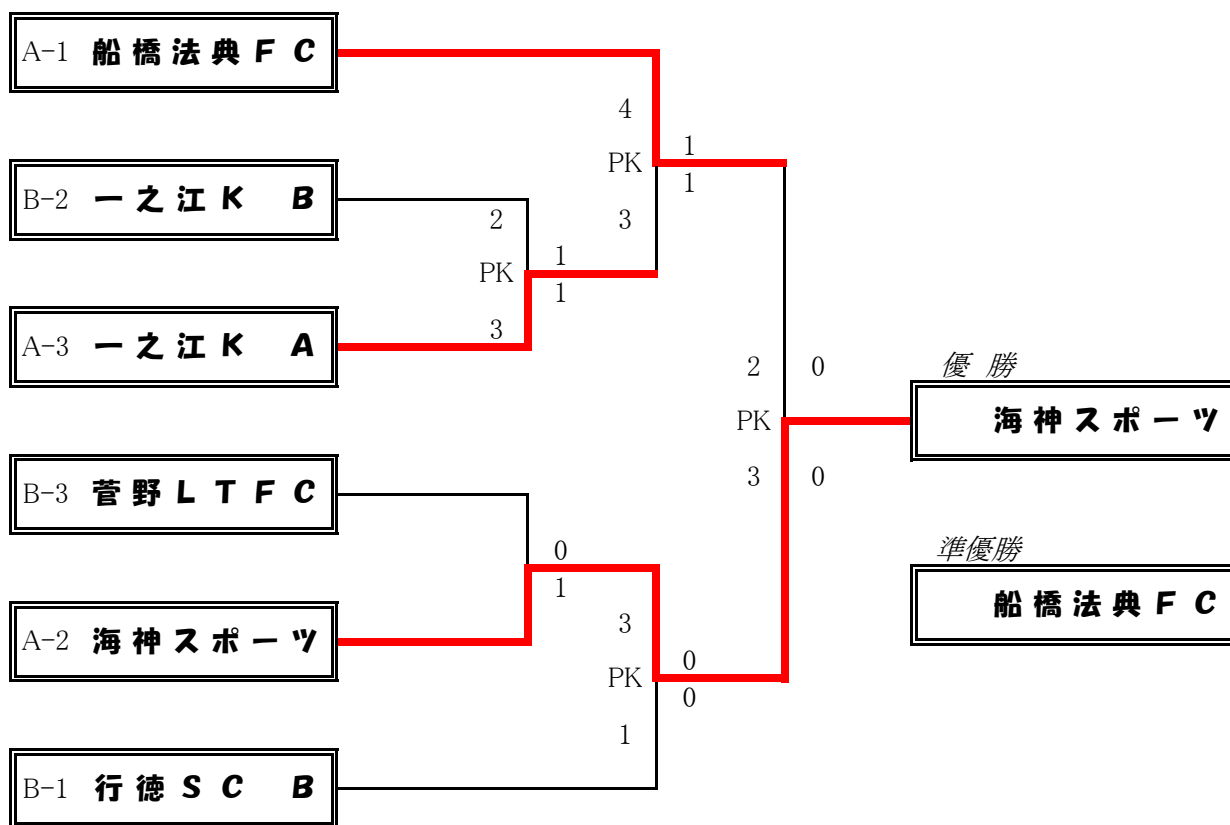 A-1 船橋法典ＦＣ
4
PK 1
1
B-2 一之江Ｋ　Ｂ
2 3
PK 1
1
3
A-3 一之江Ｋ　Ａ
2 0
優 勝
PK 海神スポーツ
3 0
B-3 菅野ＬＴＦＣ
0
1
準優勝
船橋法典ＦＣ
A-2 海神スポーツ
3
PK 0
0
1
B-1 行徳ＳＣ　Ｂ